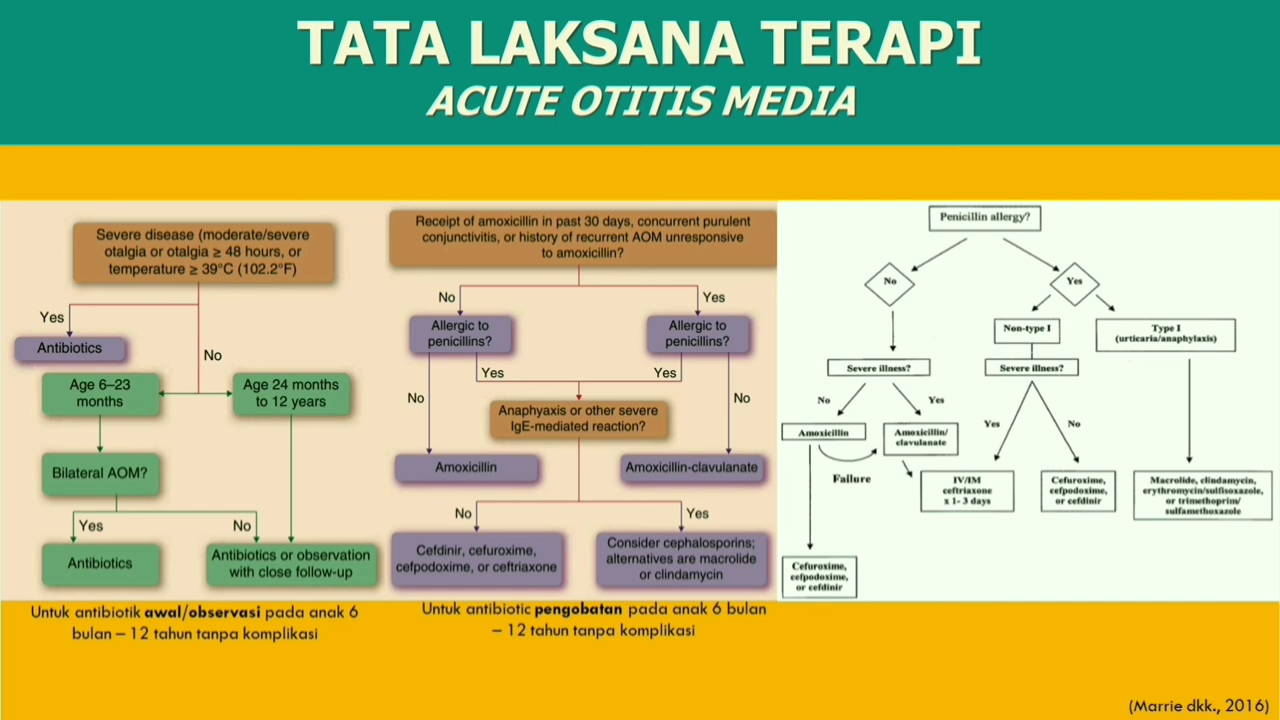 TATA LAKSANA TERAPI
ACUTE OTITIS MEDIA
Severe disease (moderate/severe
otalgia or otalgia ≥ 48 hours, or
temperature ≥ 39°C (102.2°F)
Yes
Antibiotics
No
Age 6–23
months
Age 24 months
to 12 years
Bilateral AOM?
Yes
No
Antibiotics
Antibiotics or observation
with close follow-up
Untuk antibiotik awal/observasi pada anak 6
bulan – 12 tahun tanpa komplikasi
Receipt of amoxicillin in past 30 days, concurrent purulent
conjunctivitis, or history of recurrent AOM unresponsive
to amoxicillin?
No
Yes
Allergic to
penicillins?
Allergic to
penicillins?
Yes
Yes
No
No
Anaphyaxis or other severe
IgE-mediated reaction?
Amoxicillin
Amoxicillin-clavulanate
No
Yes
Cefdinir, cefuroxime,
cefpodoxime, or ceftriaxone
Consider cephalosporins;
alternatives are macrolide
or clindamycin
Untuk antibiotic pengobatan pada anak 6 bulan
– 12 tahun tanpa komplikasi
Penicillin allergy?
No
Yes
Non-type I
Type I
(urticaria/anaphylaxis)
Severe illness?
Severe illness?
No
Yes
Yes
No
Amoxicillin
Amoxicillin/
clavulanate
Failure
IV/IM
ceftriaxone
x 1- 3 days
Cefuroxime,
cefpodoxime,
or cefdinir
Macrolide, clindamycin,
erythromycin/sulfisoxazole,
or trimethoprim/
sulfamethoxazole
Cefuroxime,
cefpodoxime,
or cefdinir
(Marrie dkk., 2016)